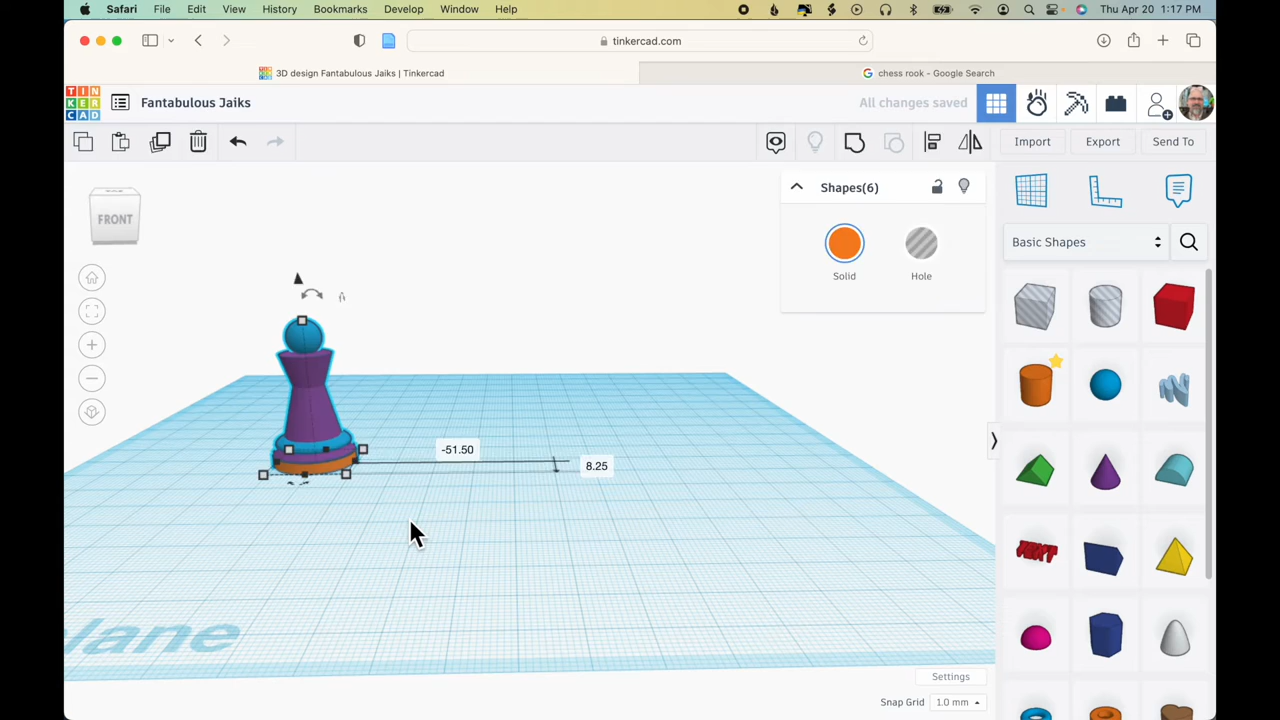 Safari File Edit View History Bookmarks Develop Window Help Thu Apr 20 1:17 PM
tinkercad.com
3D design Fantabulous Jaiks | Tinkercad
chess rook - Google Search
TIN
KER
CAD
Fantabulous Jaiks
All changes saved
Import
Export
Send To
Shapes(6)
Solid
Hole
FRONT
Basic Shapes
-51.50
8.25
TEXT
plane
Settings
Snap Grid 1.0 mm